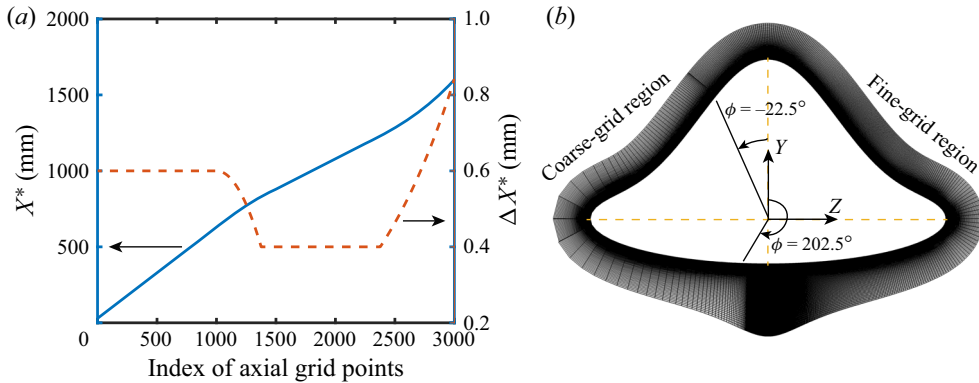 (a)
2000
1500
1000
500
0
X* (mm)
1.0
0.8
0.6
0.4
0.2
Δ X* (mm)
500 1000 1500 2000 2500 3000
Index of axial grid points
(b)
Coarse-grid region
Fine-grid region
ϕ = –22.5°
Y
Z
ϕ = 202.5°